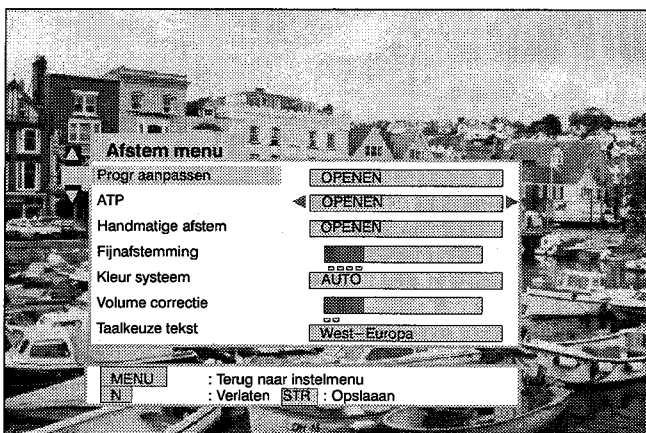 Afstem menu
Progr aanpassen OPENEN
ATP OPENEN
Handmatige afstem OPENEN
Fijnafstemming
Kleur systeem AUTO
Volume correctie
Taalkeuze tekst West-Europa
MENU : Terug naar instelmenu
N : Verlaten STR : Opslaaan